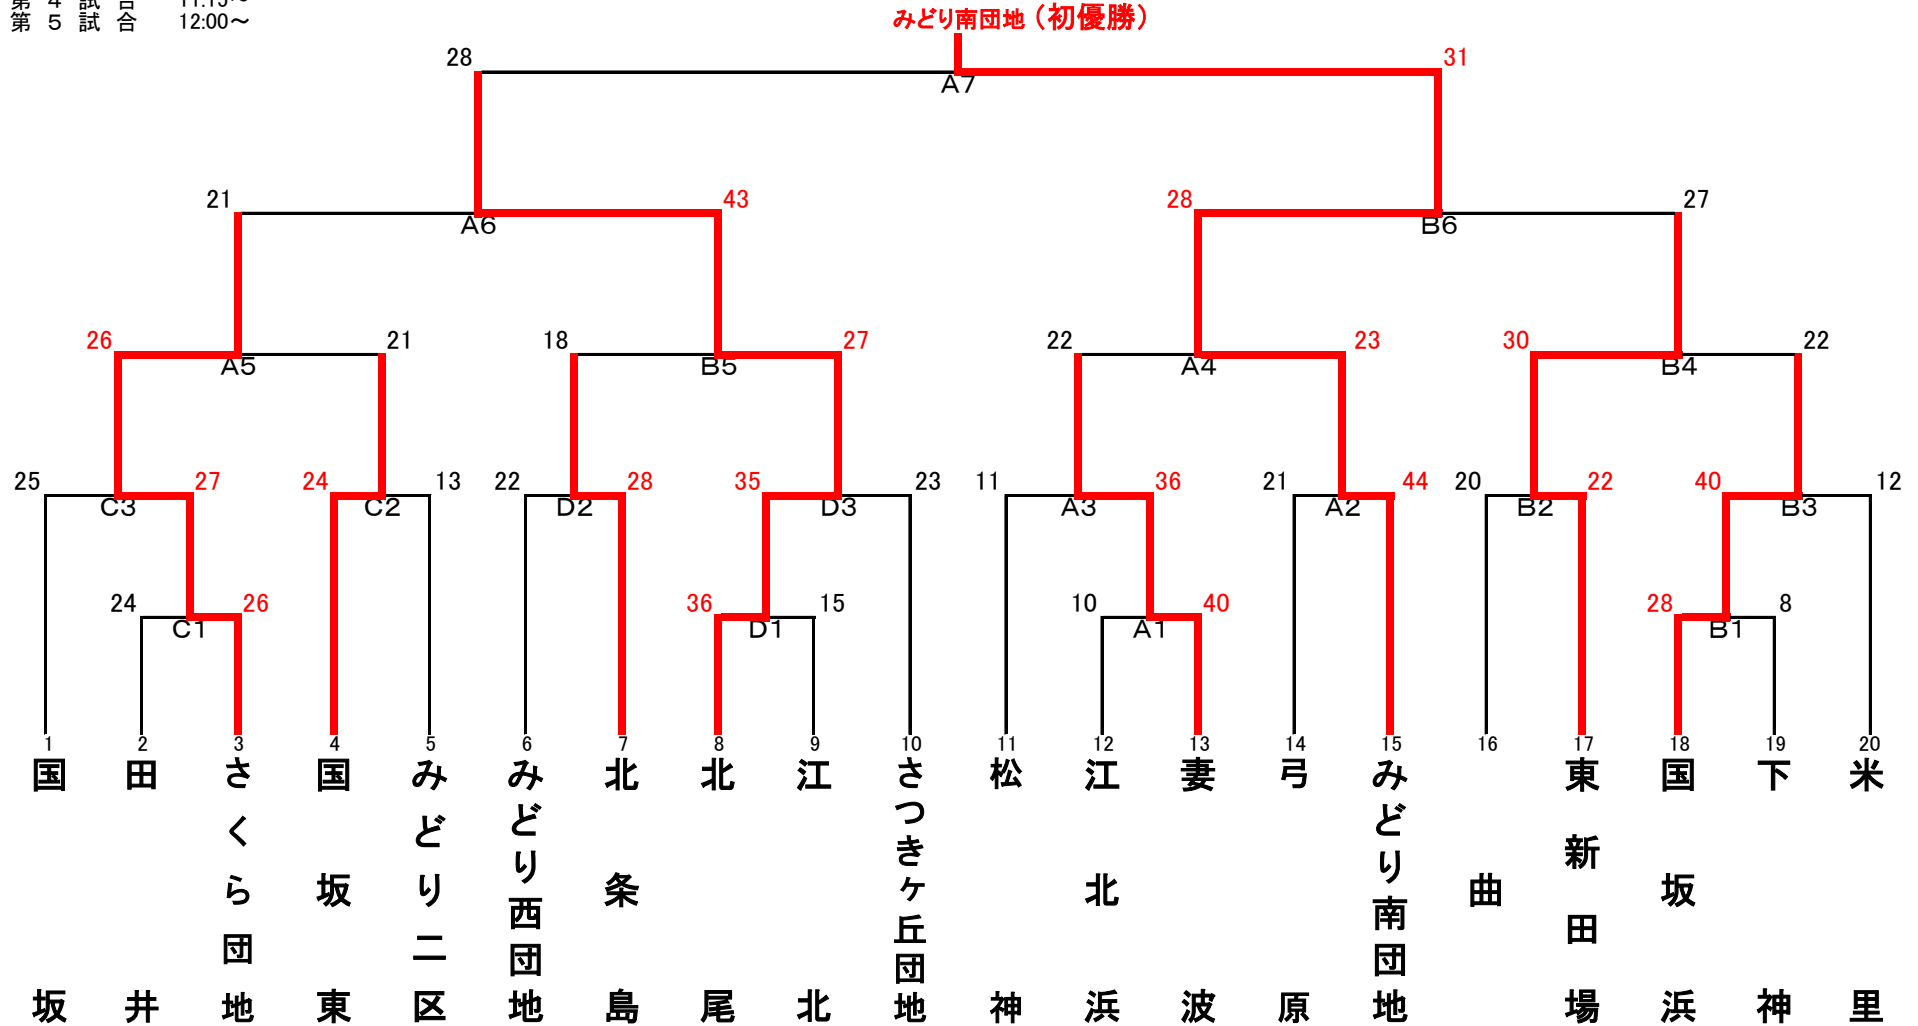 第 4 試 合 11:15~
第 5 試 合 12:00~
みどり南団地（初優勝）
28 31
A7
21 43 28 27
A6 B6
26 21 18 27 22 23 30 22
A5 B5 A4 B4
25 27 24 13 22 28 35 23 11 36 21 44 20 22 40 12
C3 C2 D2 D3 A3 A2 B2 B3
24 26 36 15 10 40 28 8
C1 D1 A1 B1
1 2 3 4 5 6 7 8 9 10 11 12 13 14 15 16 17 18 19 20
国坂
田井
さくら団地
国坂東
みどり二区
みどり西団地
北条島
北尾
江北
さつきヶ丘団地
松神
江北浜
妻波
弓原
みどり南団地
曲
東新田場
国坂浜
下神
米里